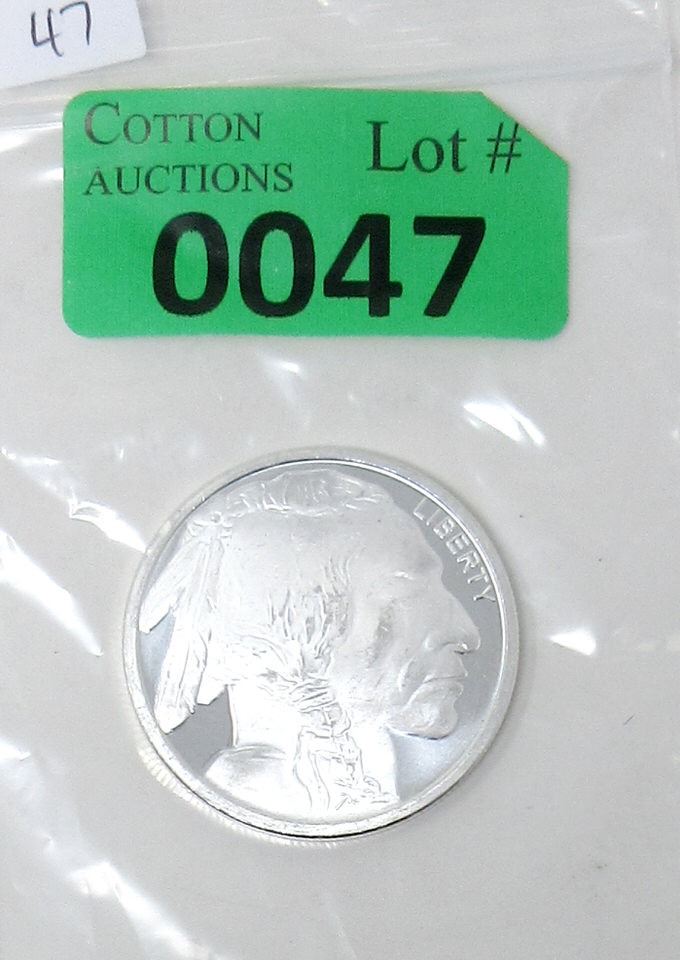 47
COTTON
AUCTIONS
Lot #
0047
LIBERTY